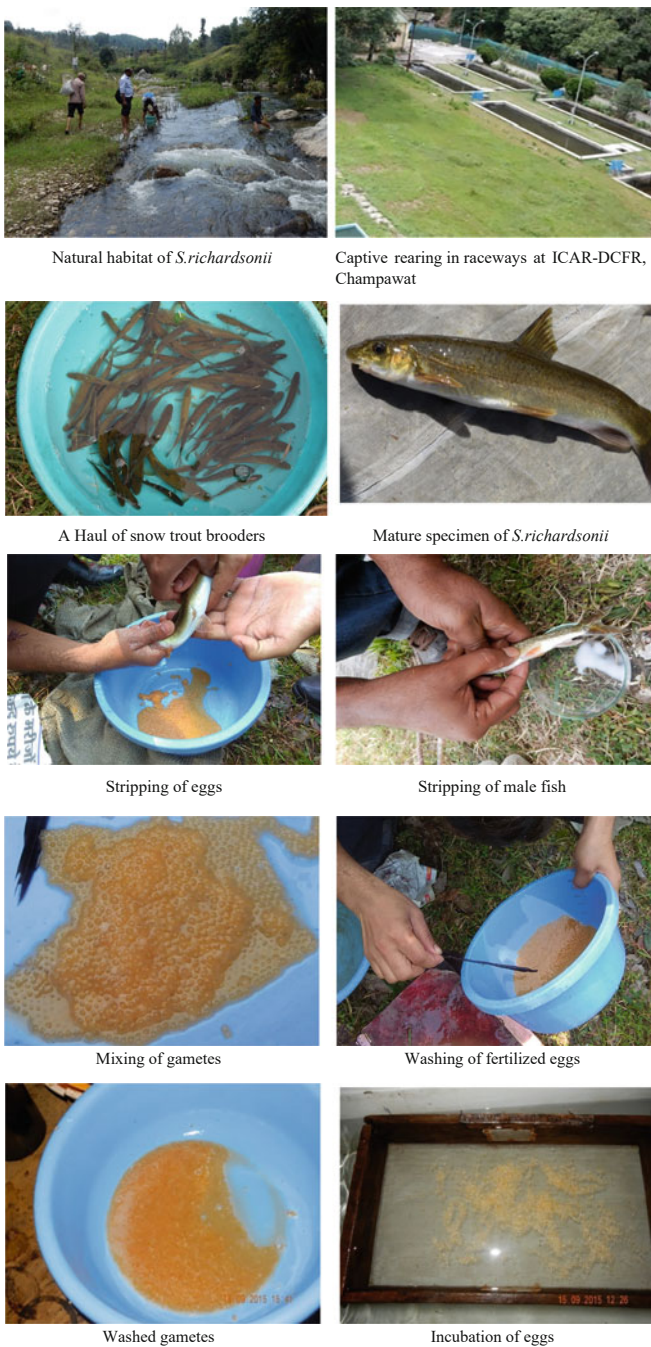 Natural habitat of S.richardsonii
Captive rearing in raceways at ICAR-DCFR,
Champawat
A Haul of snow trout brooders
Mature specimen of S.richardsonii
Stripping of eggs
Stripping of male fish
Mixing of gametes
Washing of fertilized eggs
2015
15 09 2015 12:26
Washed gametes
Incubation of eggs